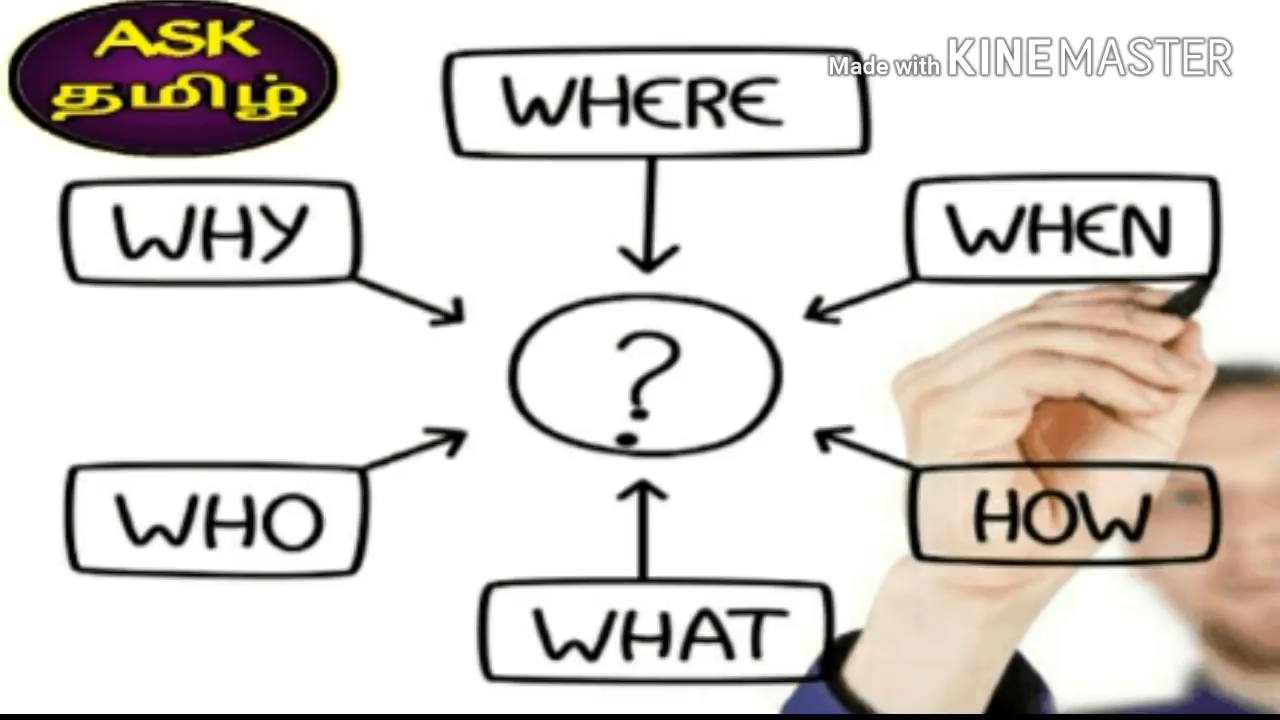 ASK
தமிழ்
Made with KINEMASTER
WHERE
WHY
WHEN
?
WHO
HOW
WHAT